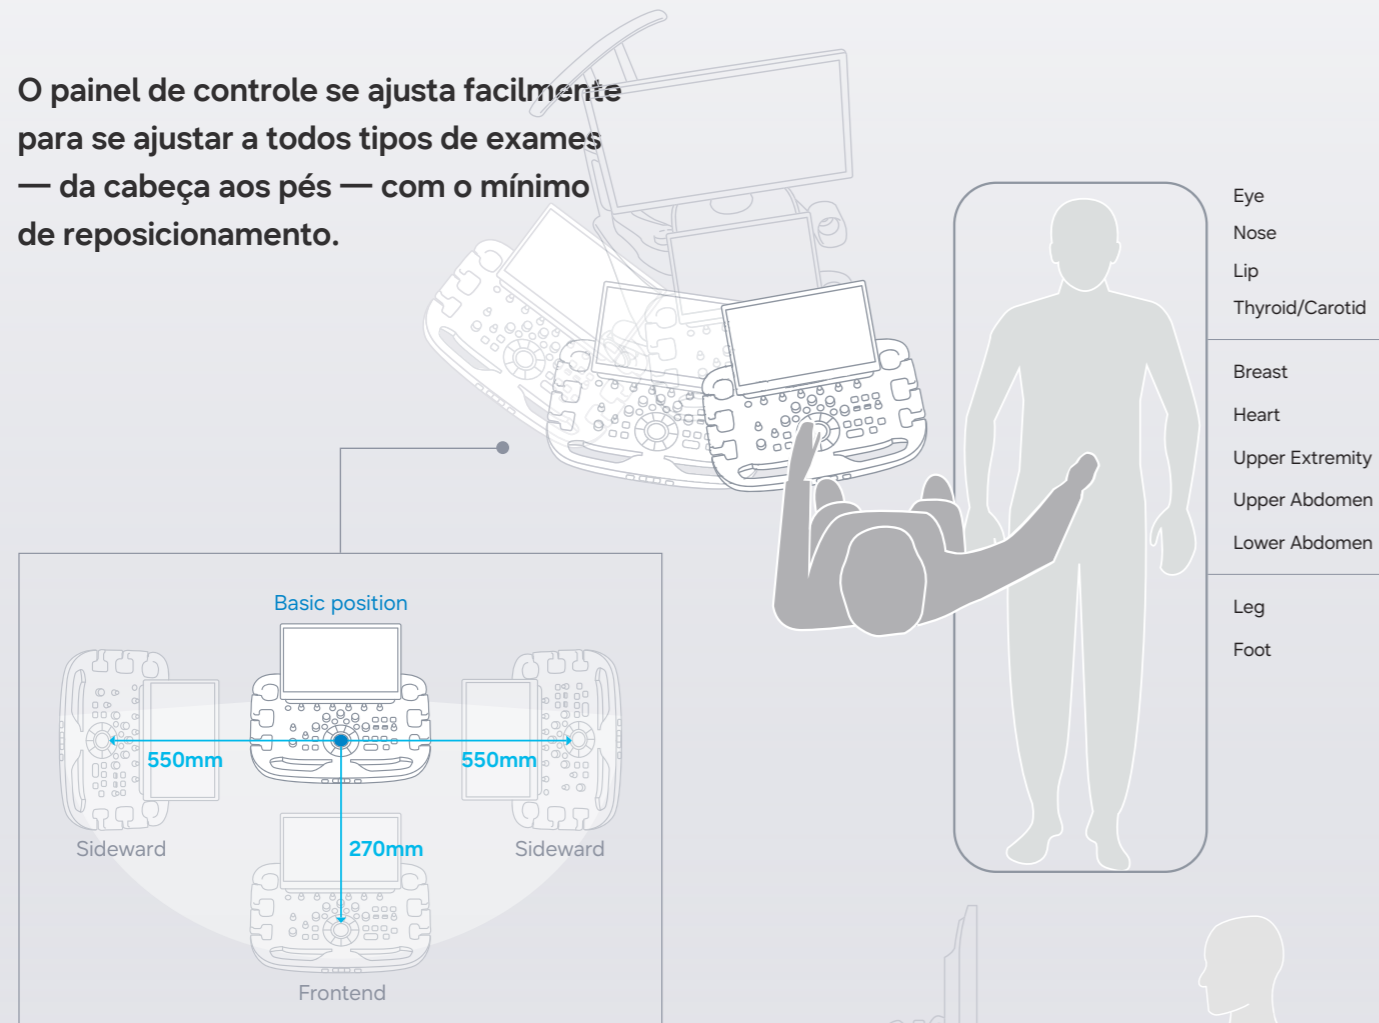 O painel de controle se ajusta facilmente
para se ajustar a todos tipos de exames
— da cabeça aos pés — com o mínimo
de reposicionamento.
Eye
Nose
Lip
Thyroid/Carotid
Breast
Heart
Upper Extremity
Upper Abdomen
Lower Abdomen
Leg
Foot
Basic position
550mm
550mm
Sideward
270mm
Sideward
Frontend